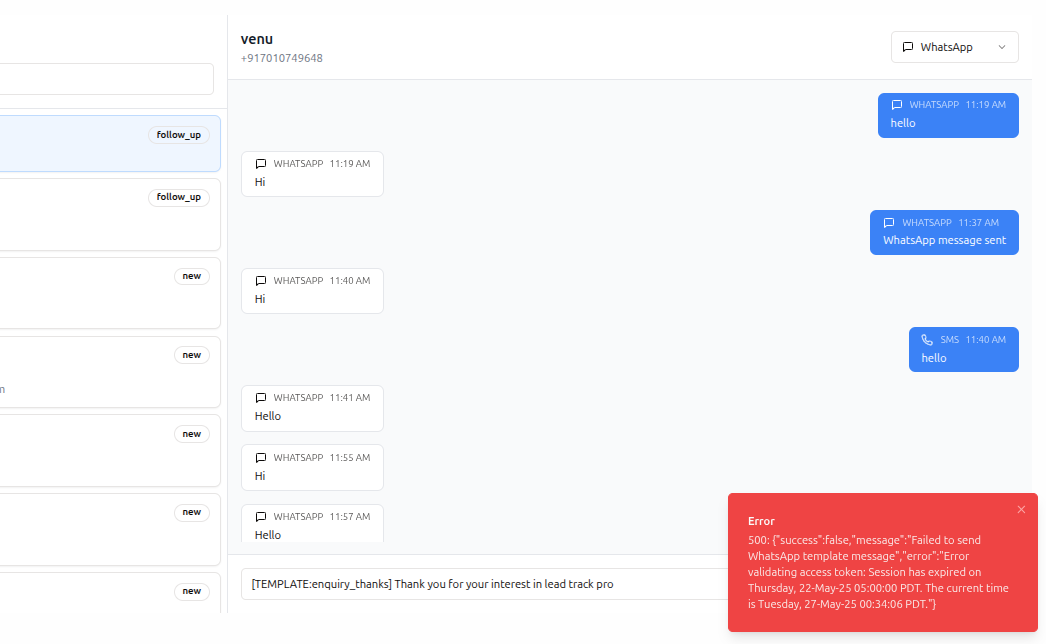 venu
+917010749648
WhatsApp
follow_up
follow_up
new
new
n
new
new
new
WHATSAPP 11:19 AM
hello
WHATSAPP 11:19 AM
Hi
WHATSAPP 11:37 AM
WhatsApp message sent
WHATSAPP 11:40 AM
Hi
SMS 11:40 AM
hello
WHATSAPP 11:41 AM
Hello
WHATSAPP 11:55 AM
Hi
WHATSAPP 11:57 AM
Hello
[TEMPLATE:enquiry_thanks] Thank you for your interest in lead track pro
Error
500: {"success":false,"message":"Failed to send
WhatsApp template message","error":"Error
validating access token: Session has expired on
Thursday, 22-May-25 05:00:00 PDT. The current time
is Tuesday, 27-May-25 00:34:06 PDT."}